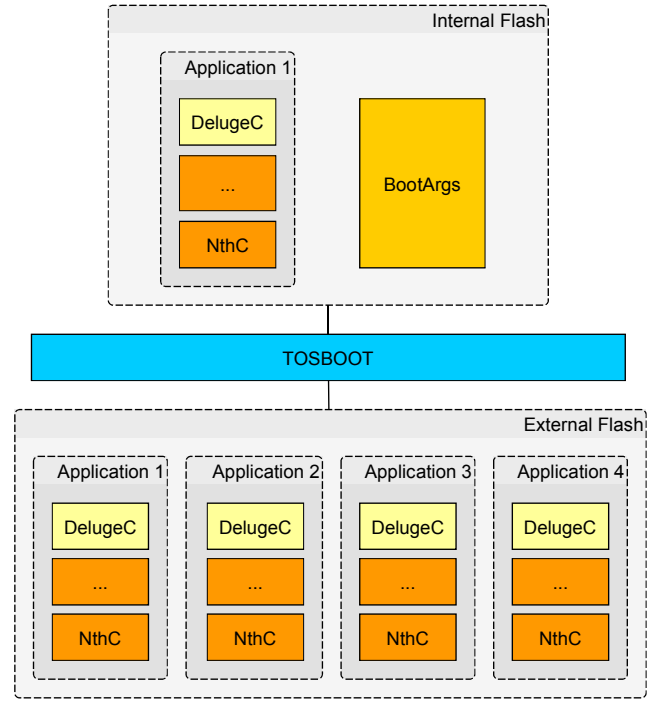 Internal Flash
Application 1
DelugeC
...
NthC
BootArgs
TOSBOOT
External Flash
Application 1
DelugeC
...
NthC
Application 2
DelugeC
...
NthC
Application 3
DelugeC
...
NthC
Application 4
DelugeC
...
NthC